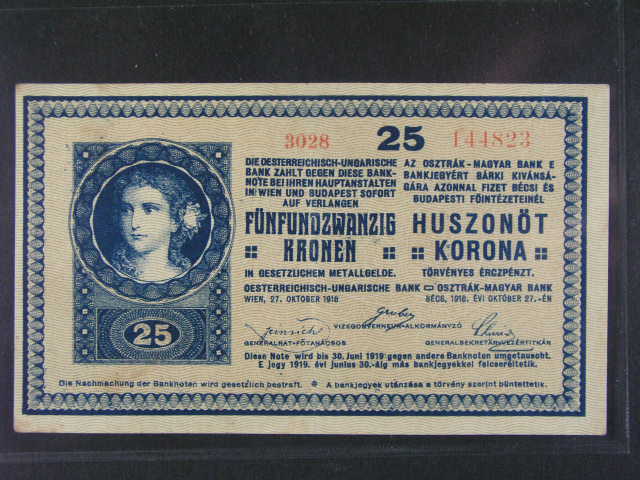 3028 25 144823
DIE OESTERREICHISCH-UNGARISCHE
BANK ZAHLT GEGEN DIESE BANK-
NOTE BEI IHREN HAUPTANSTALTEN
IN WIEN UND BUDAPEST SOFORT
AUF VERLANGEN
FÜNFUNDZWANZIG
KRONEN
IN GESETZLICHEM METALLGELDE.
OESTERREICHISCH-UNGARISCHE BANK
WIEN, 27. OKTOBER 1918
AZ OSZTRÁK-MAGYAR BANK E
BANKJEGYÉRT BÁRKI KIVÁNSÁ-
GÁRA AZONNAL FIZET BÉCSI ÉS
BUDAPESTI FŐINTÉZETEINÉL
HUSZONÖT
KORONA
TÖRVÉNYES ÉRCZPÉNZT.
OSZTRÁK-MAGYAR BANK
BÉCS, 1918. ÉVI OKTÓBER 27.-ÉN
Gruber
VIZEGOUVERNEUR-ALKORMÁNYZÓ
GENERALRAT-FŐTANÁCSOS
GENERALSEKRETÄR-VEZÉRTITKÁR
25
Diese Note wird bis 30. Juni 1919 gegen andere Banknoten umgetauscht.
E jegy 1919. évi junius 30.-áig más bankjegyekkel felcseréltetik.
Die Nachmachung der Banknoten wird gesetzlich bestraft. A bankjegyek utánzása a törvény szerint büntettetik.